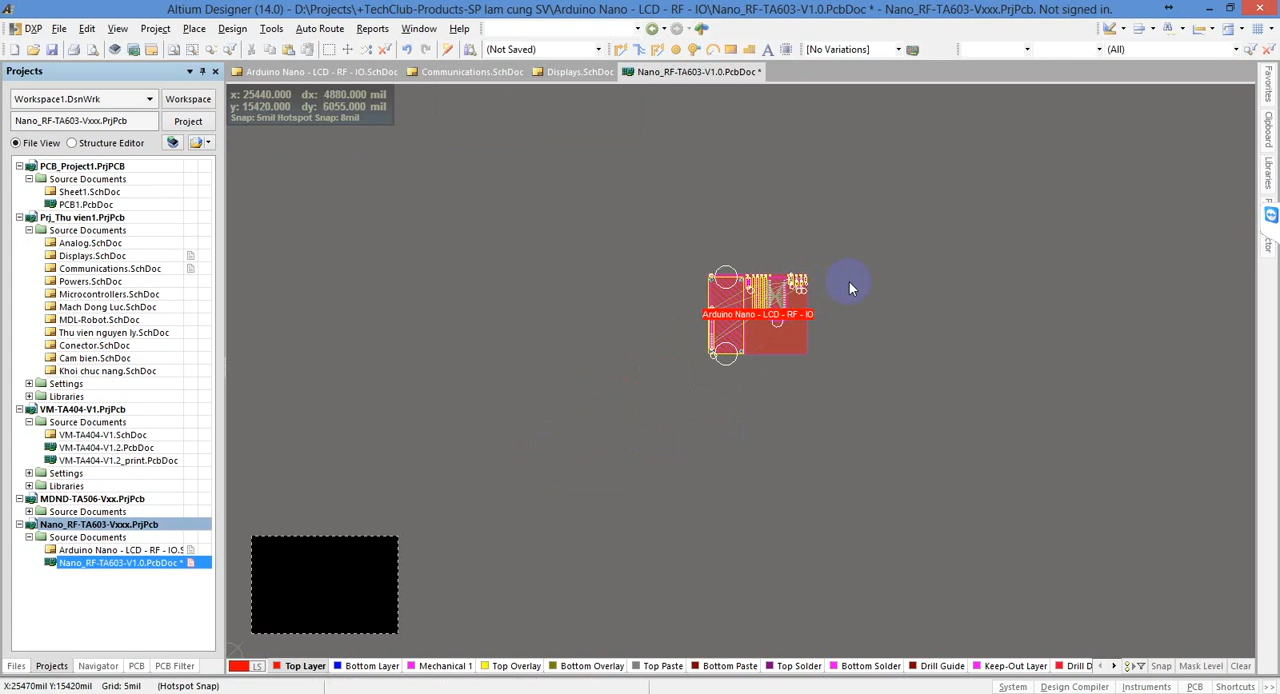 Altium Designer (14.0) - D:\Projects\+TechClub-Products-SP lam cung SV\Arduino Nano - LCD - RF - IO\Nano_RF-TA603-V1.0.PcbDoc * - Nano_RF-TA603-Vxxx.PrjPcb. Not signed in.
DXP File Edit View Project Place Design Tools Auto Route Reports Window Help
(Not Saved) [No Variations] (All)
Projects
Arduino Nano - LCD - RF - IO.SchDoc Communications.SchDoc Displays.SchDoc Nano_RF-TA603-V1.0.PcbDoc *
Workspace1.DsnWrk Workspace
Nano_RF-TA603-Vxxx.PrjPcb Project
File View Structure Editor
PCB_Project1.PrjPCB
Source Documents
Sheet1.SchDoc
PCB1.PcbDoc
Prj_Thu vien1.PrjPcb
Source Documents
Analog.SchDoc
Displays.SchDoc
Communications.SchDoc
Powers.SchDoc
Microcontrollers.SchDoc
Mach Dong Luc.SchDoc
MDL-Robot.SchDoc
Thu vien nguyen ly.SchDoc
Conector.SchDoc
Cam bien.SchDoc
Khoi chuc nang.SchDoc
Settings
Libraries
VM-TA404-V1.PrjPcb
Source Documents
VM-TA404-V1.SchDoc
VM-TA404-V1.2.PcbDoc
VM-TA404-V1.2_print.PcbDoc
Settings
Libraries
MDND-TA506-Vxx.PrjPcb
Source Documents
Nano_RF-TA603-Vxxx.PrjPcb
Source Documents
Arduino Nano - LCD - RF - IO.S
Nano_RF-TA603-V1.0.PcbDoc *
x: 25440.000 dx: 4880.000 mil
y: 15420.000 dy: 6055.000 mil
Snap: 5mil Hotspot Snap: 8mil
Arduino Nano - LCD - RF - IO
Favorites
Clipboard
Libraries
Files Projects Navigator PCB PCB Filter
LS Top Layer Bottom Layer Mechanical 1 Top Overlay Bottom Overlay Top Paste Bottom Paste Top Solder Bottom Solder Drill Guide Keep-Out Layer Drill D Snap Mask Level Clear
X:25470mil Y:15420mil Grid: 5mil (Hotspot Snap) System Design Compiler Instruments PCB Shortcuts >>